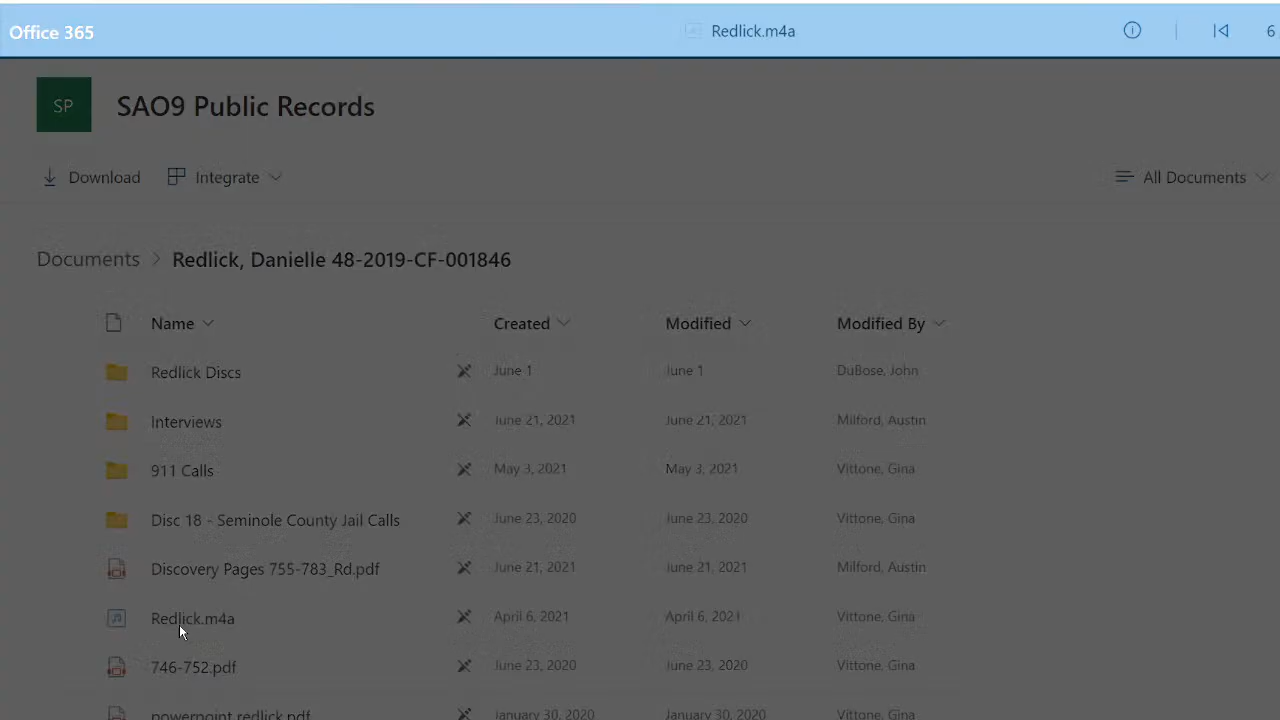 Office 365 Redlick.m4a 6
SP SAO9 Public Records
Download Integrate All Documents
Documents > Redlick, Danielle 48-2019-CF-001846
Name Created Modified Modified By
Redlick Discs June 1 June 1 DuBose, John
Interviews June 21, 2021 June 21, 2021 Milford, Austin
911 Calls May 3, 2021 May 3, 2021 Vittone, Gina
Disc 18 - Seminole County Jail Calls June 23, 2020 June 23, 2020 Vittone, Gina
Discovery Pages 755-783_Rd.pdf June 21, 2021 June 21, 2021 Milford, Austin
Redlick.m4a April 6, 2021 April 6, 2021 Vittone, Gina
746-752.pdf June 23, 2020 June 23, 2020 Vittone, Gina
powerpoint redlick.pdf January 30, 2020 January 30, 2020 Vittone, Gina